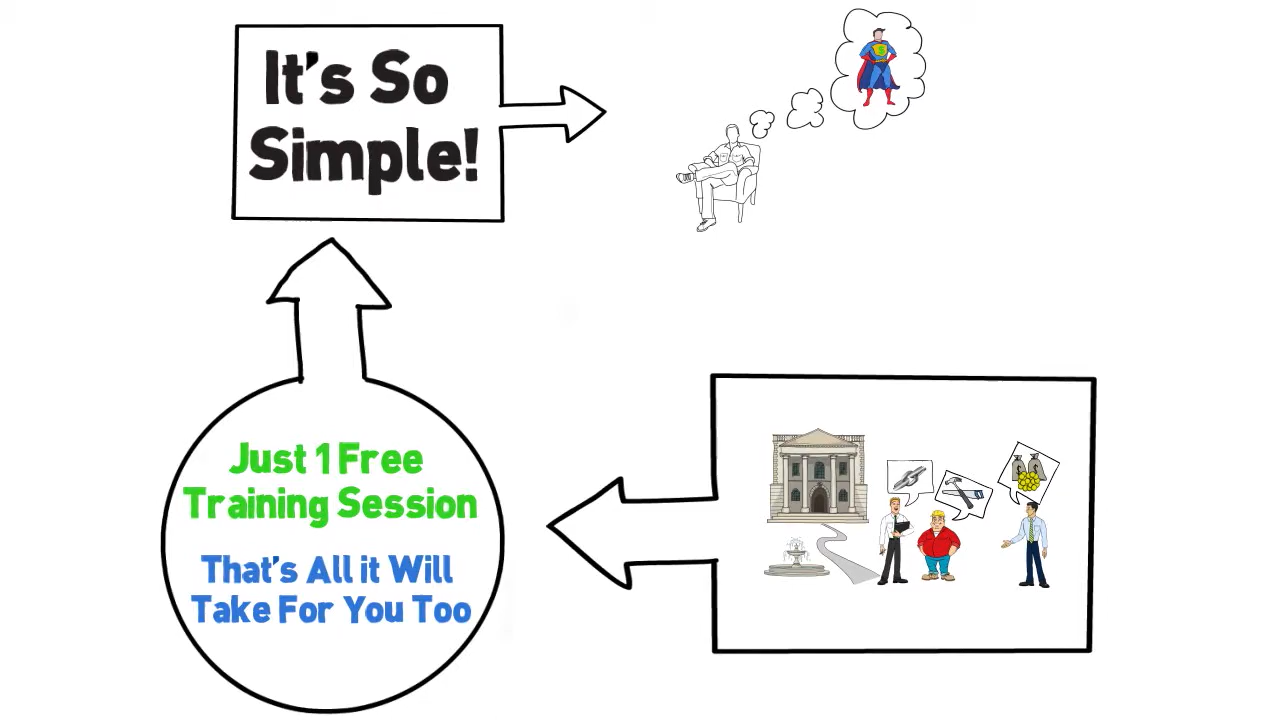 It's So
Simple!
Just 1 Free
Training Session
That's All it Will
Take For You Too